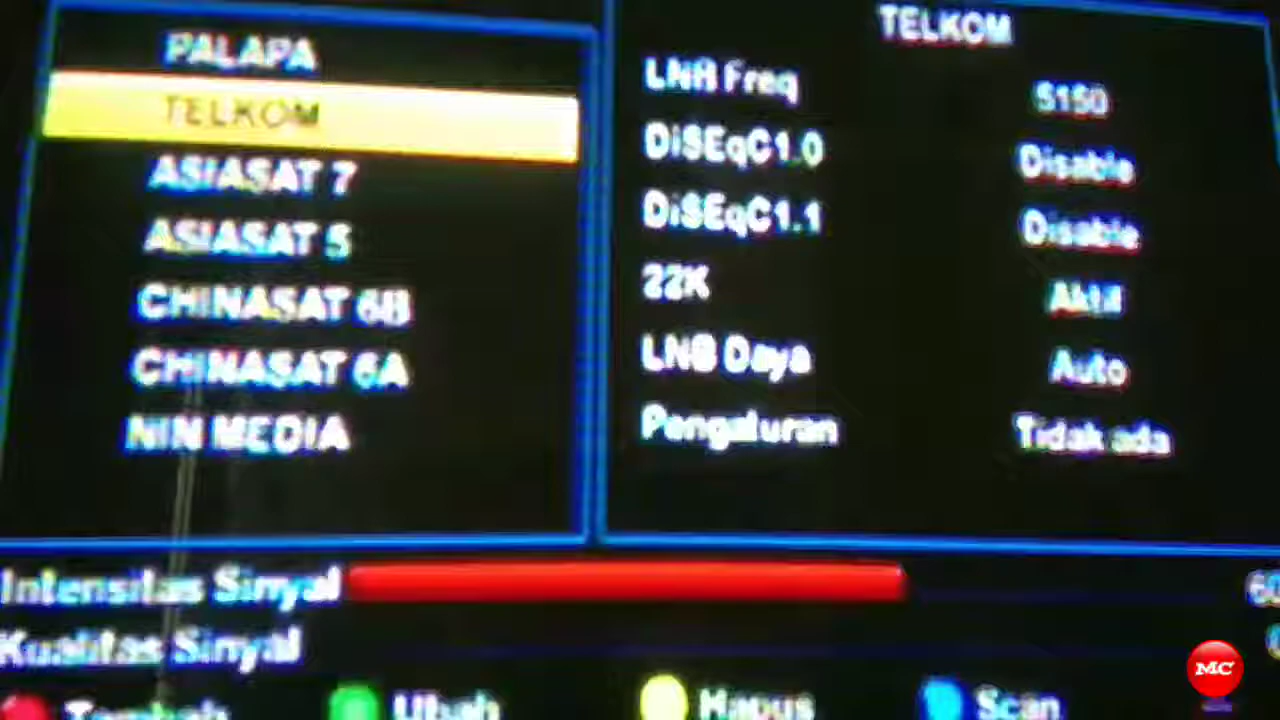 PALAPA
TELKOM
ASIASAT 7
ASIASAT 5
CHINASAT 6B
CHINASAT 6A
NIN MEDIA
TELKOM
LNB Freq 5150
DiSEqC1.0 Disable
DiSEqC1.1 Disable
22K Aktif
LNB Daya Auto
Pengaturan Tidak ada
Intensitas Sinyal 60
Kualitas Sinyal
Tambah Ubah Hapus Scan
MC